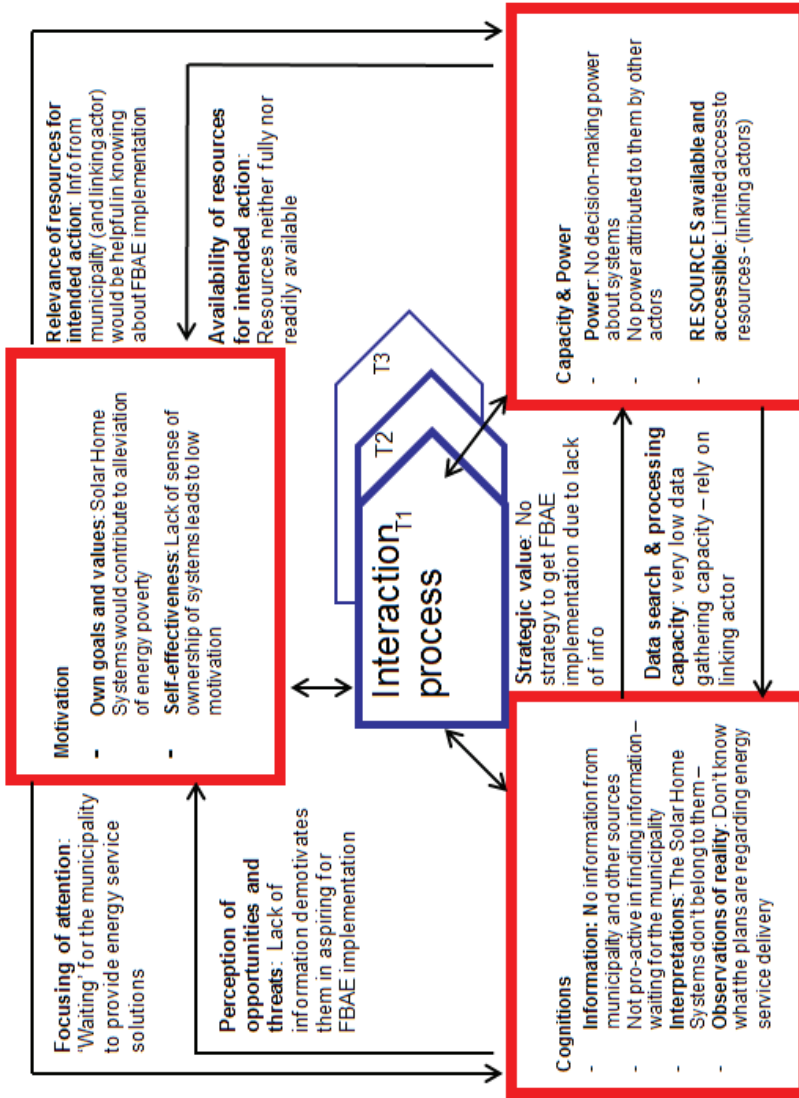 Focusing of attention:
'Waiting' for the municipality
to provide energy service
solutions
Motivation
- Own goals and values: Solar Home
Systems would contribute to alleviation
of energy poverty
- Self-effectiveness: Lack of sense of
ownership of systems leads to low
motivation
Relevance of resources for
intended action: Info from
municipality (and linking actor)
would be helpful in knowing
about FBAE implementation
Perception of
opportunities and
threats: Lack of
information demotivates
them in aspiring for
FBAE implementation
Availability of resources
for intended action:
Resources neither fully nor
readily available
Interaction
process
T1
T2
T3
Cognitions
- Information: No information from
municipality and other sources
- Not pro-active in finding information –
waiting for the municipality
- Interpretations: The Solar Home
Systems don't belong to them –
- Observations of reality: Don't know
what the plans are regarding energy
service delivery
Strategic value: No
strategy to get FBAE
implementation due to lack
of info
Data search & processing
capacity: very low data
gathering capacity – rely on
linking actor
Capacity & Power
- Power: No decision-making power
about systems
- No power attributed to them by other
actors
- RESOURCES available and
accessible: Limited access to
resources - (linking actors)